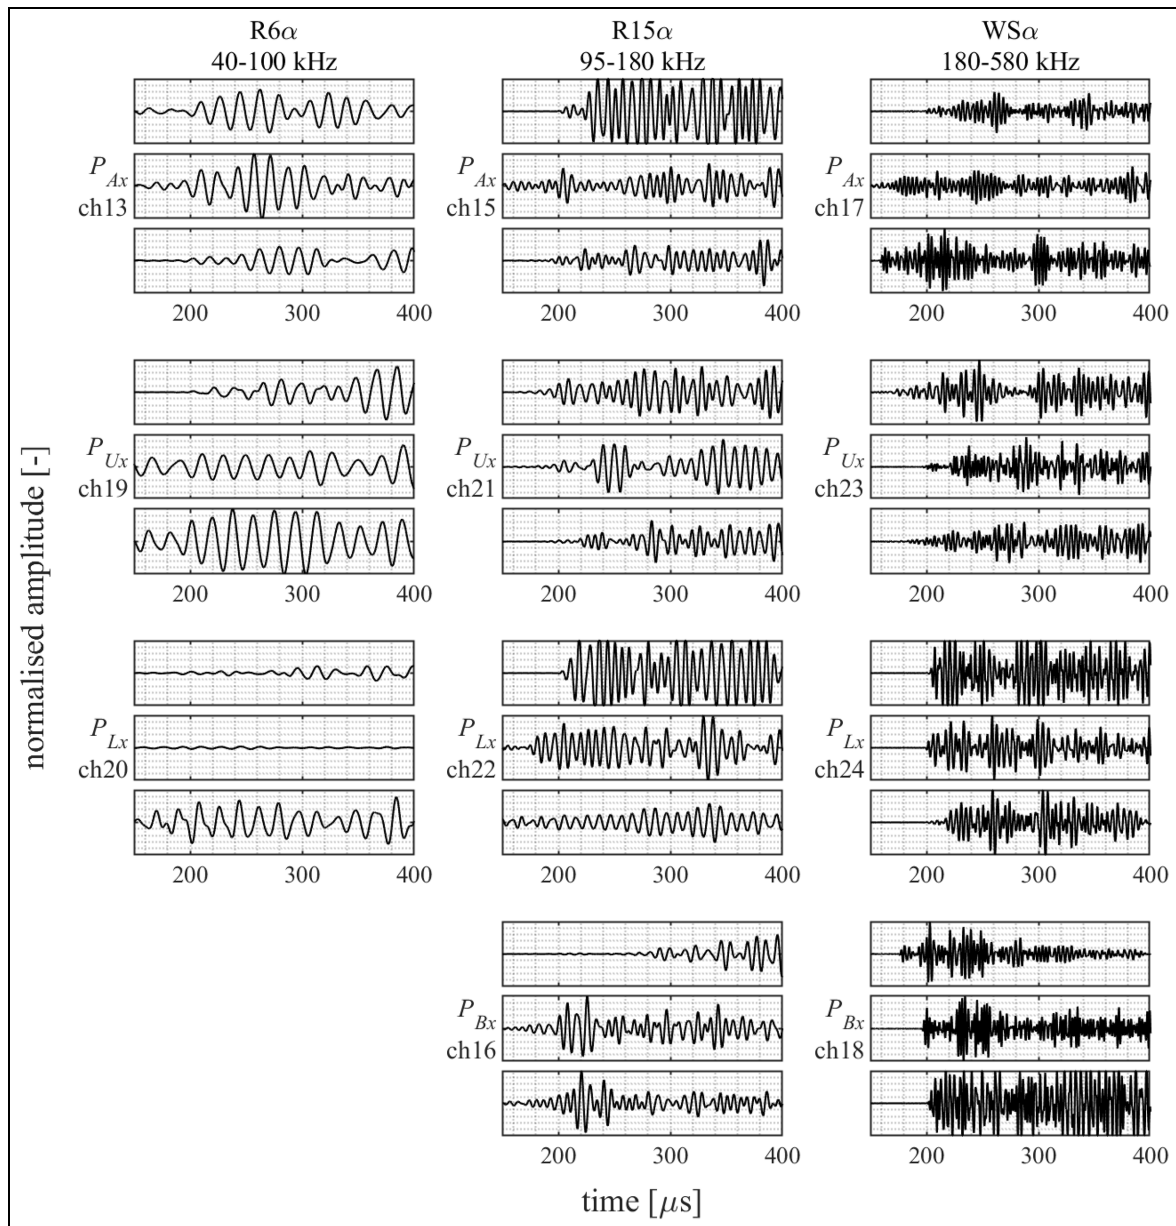 R6α R15α WSα
40-100 kHz 95-180 kHz 180-580 kHz
P_Ax P_Ax P_Ax
ch13 ch15 ch17
200 300 400 200 300 400 200 300 400
P_Ux P_Ux P_Ux
ch19 ch21 ch23
200 300 400 200 300 400 200 300 400
normalised amplitude [-]
P_Lx P_Lx P_Lx
ch20 ch22 ch24
200 300 400 200 300 400 200 300 400
P_Bx P_Bx
ch16 ch18
200 300 400 200 300 400
time [μs]